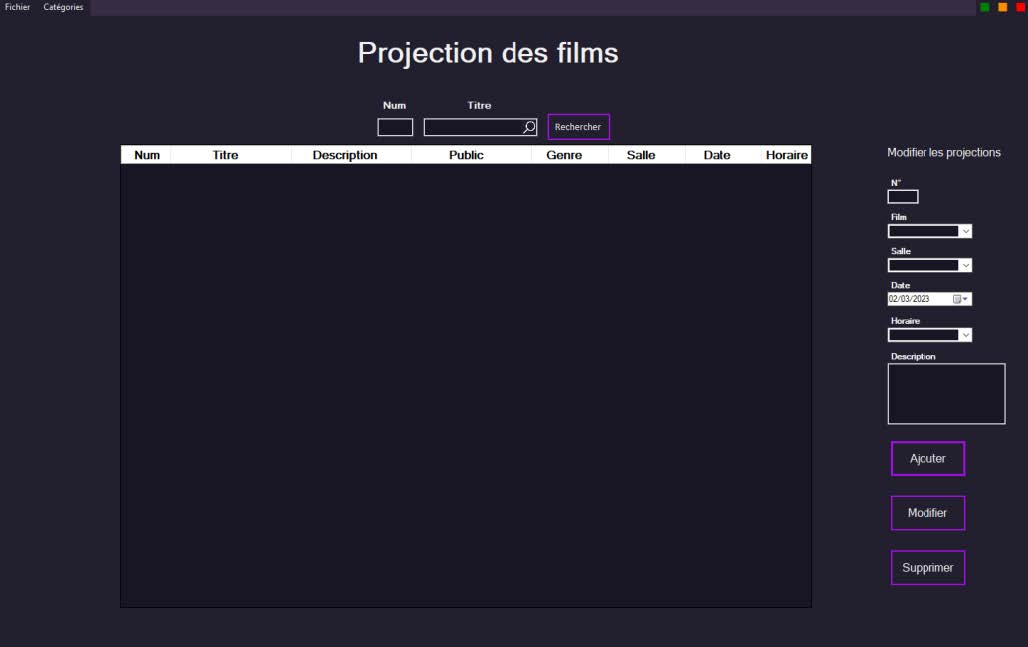 Fichier Catégories
Projection des films
Num Titre
Rechercher
Num Titre Description Public Genre Salle Date Horaire
Modifier les projections
N°
Film
Salle
Date
02/03/2023
Horaire
Description
Ajouter
Modifier
Supprimer